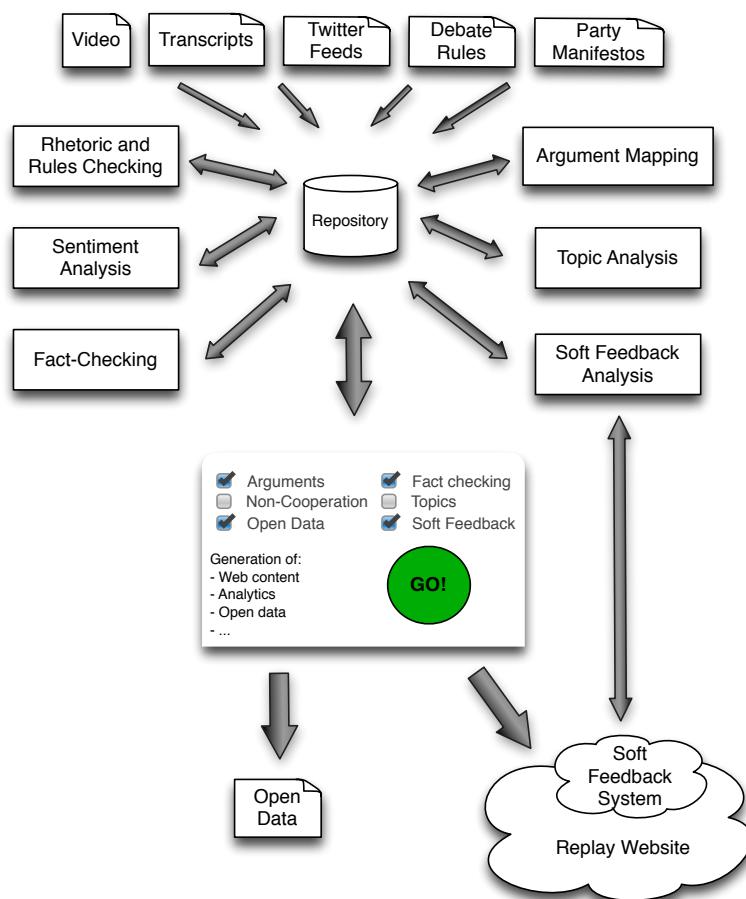 Video
Transcripts
Twitter
Feeds
Debate
Rules
Party
Manifestos
Rhetoric and
Rules Checking
Argument Mapping
Repository
Sentiment
Analysis
Topic Analysis
Fact-Checking
Soft Feedback
Analysis
Arguments
Fact checking
Non-Cooperation
Topics
Open Data
Soft Feedback
Generation of:
- Web content
- Analytics
- Open data
- ...
GO!
Open
Data
Soft
Feedback
System
Replay Website